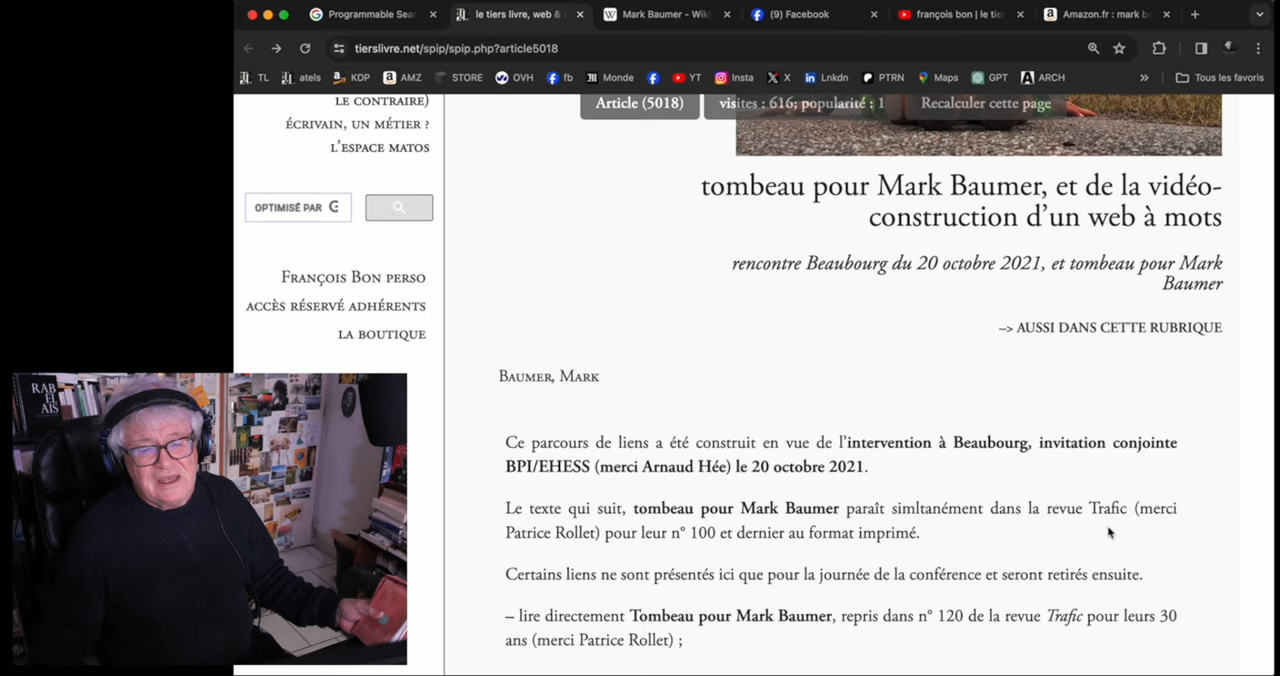 Programmable Sea
le tiers livre, web &
Mark Baumer - Wiki
(9) Facebook
françois bon | le tie
Amazon.fr : mark b
tierslivre.net/spip/spip.php?article5018
TL
atels
KDP
AMZ
STORE
OVH
fb
Monde
YT
Insta
X
Lnkdn
PTRN
Maps
GPT
ARCH
Tous les favoris
LE CONTRAIRE)
ÉCRIVAIN, UN MÉTIER ?
L'ESPACE MATOS
OPTIMISÉ PAR
FRANÇOIS BON PERSO
ACCÈS RÉSERVÉ ADHÉRENTS
LA BOUTIQUE
RAB
ELAIS
Article (5018)
visites : 616; popularité : 1
Recalculer cette page
tombeau pour Mark Baumer, et de la vidéo-
construction d'un web à mots
rencontre Beaubourg du 20 octobre 2021, et tombeau pour Mark
Baumer
–> AUSSI DANS CETTE RUBRIQUE
BAUMER, MARK
Ce parcours de liens a été construit en vue de l'intervention à Beaubourg, invitation conjointe
BPI/EHESS (merci Arnaud Hée) le 20 octobre 2021.
Le texte qui suit, tombeau pour Mark Baumer paraît simltanément dans la revue Trafic (merci
Patrice Rollet) pour leur n° 100 et dernier au format imprimé.
Certains liens ne sont présentés ici que pour la journée de la conférence et seront retirés ensuite.
– lire directement Tombeau pour Mark Baumer, repris dans n° 120 de la revue Trafic pour leurs 30
ans (merci Patrice Rollet) ;